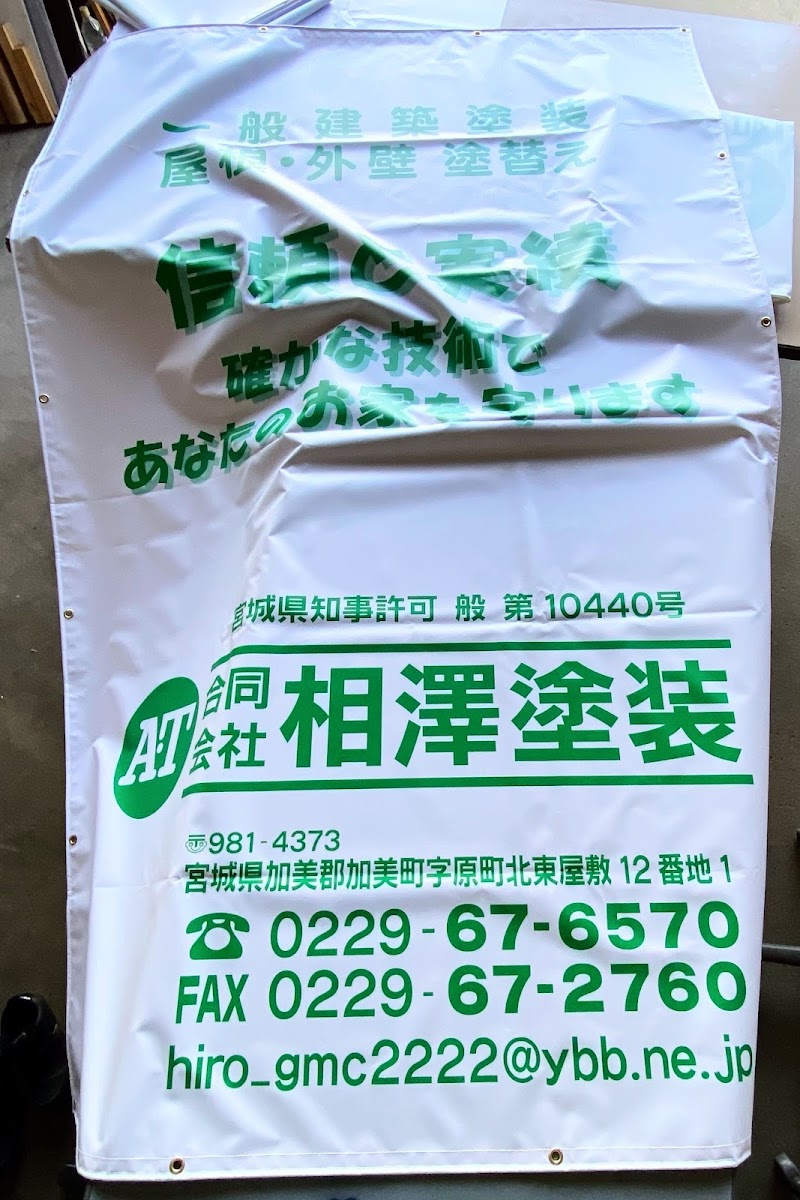 一般建築塗装
屋根・外壁 塗替え
信頼の実績
確かな技術で
あなたのお家を守ります
宮城県知事許可 般 第10440号
A・T
合同会社 相澤塗装
〠981-4373
宮城県加美郡加美町字原町北東屋敷12番地1
☎0229-67-6570
FAX 0229-67-2760
hiro_gmc2222@ybb.ne.jp